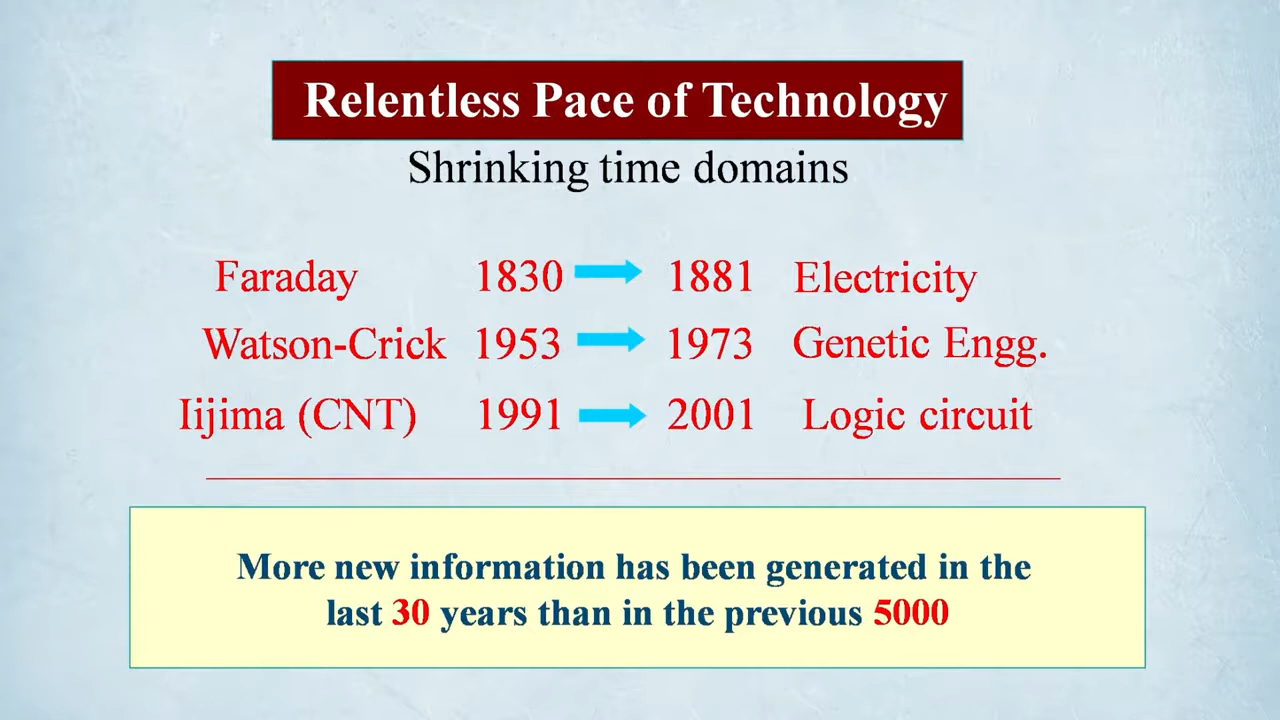 Relentless Pace of Technology
Shrinking time domains
Faraday 1830 1881 Electricity
Watson-Crick 1953 1973 Genetic Engg.
Iijima (CNT) 1991 2001 Logic circuit
More new information has been generated in the
last 30 years than in the previous 5000